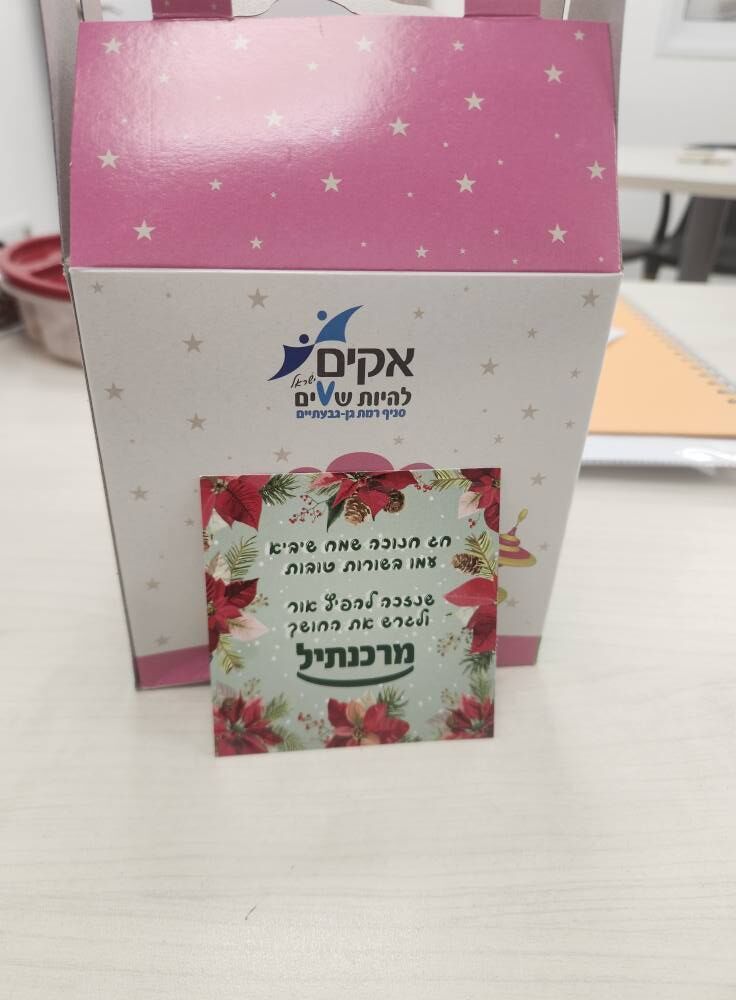 אקים
ישראל
להיות שווים
סניף רמת גן-גבעתיים
חג חנוכה שמח שיביא
עמו בשורות טובות
שנזכה להפיץ אור
ולגרש את החושך
מרכנתיל